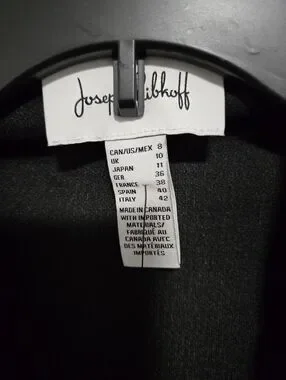 Josep ibkoff
CAN/US/MEX 8
UK 10
JAPAN 11
GER 36
FRANCE 38
SPAIN 40
ITALY 42
MADE IN CANADA
WITH IMPORTED
MATERIALS/
FABRIQUÉ AU
CANADA AVEC
DES MATÉRIAUX
IMPORTÉS